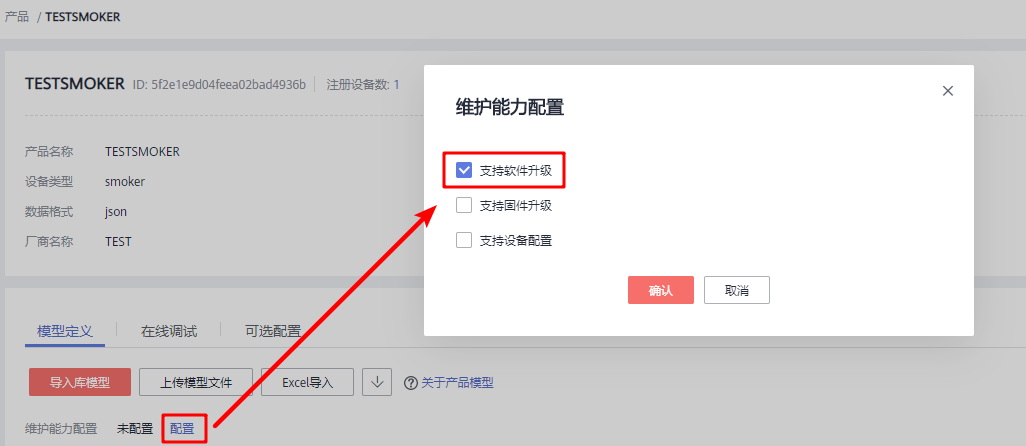 产品 / TESTSMOKER
TESTSMOKER ID: 5f2e1e9d04feea02bad4936b 注册设备数: 1
产品名称 TESTSMOKER
设备类型 smoker
数据格式 json
厂商名称 TEST
维护能力配置
支持软件升级
支持固件升级
支持设备配置
确认 取消
模型定义 在线调试 可选配置
导入库模型 上传模型文件 Excel导入 关于产品模型
维护能力配置 未配置 配置